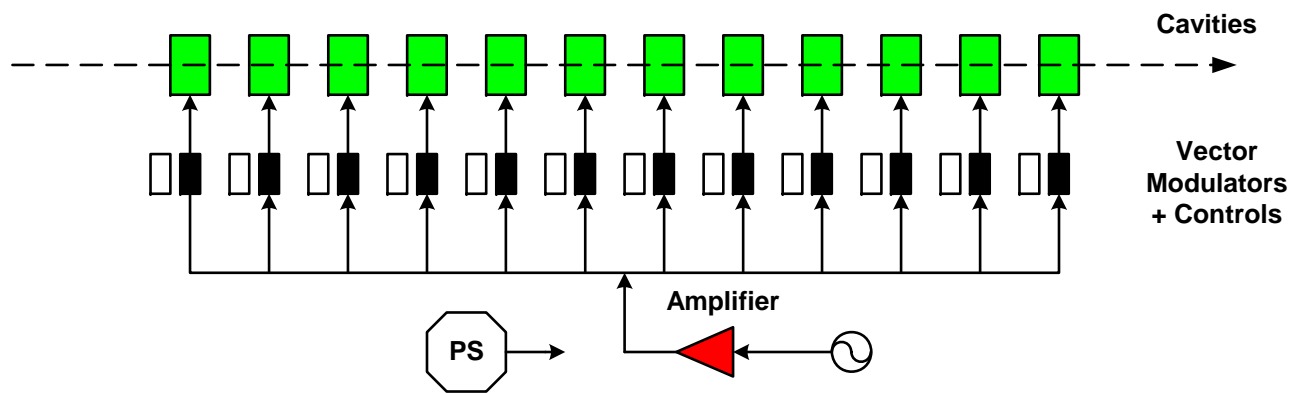 Cavities
Vector
Modulators
+ Controls
Amplifier
PS